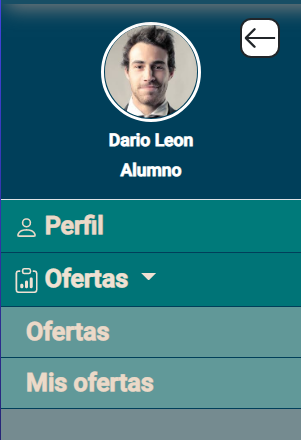 Dario Leon
Alumno
Perfil
Ofertas
Ofertas
Mis ofertas